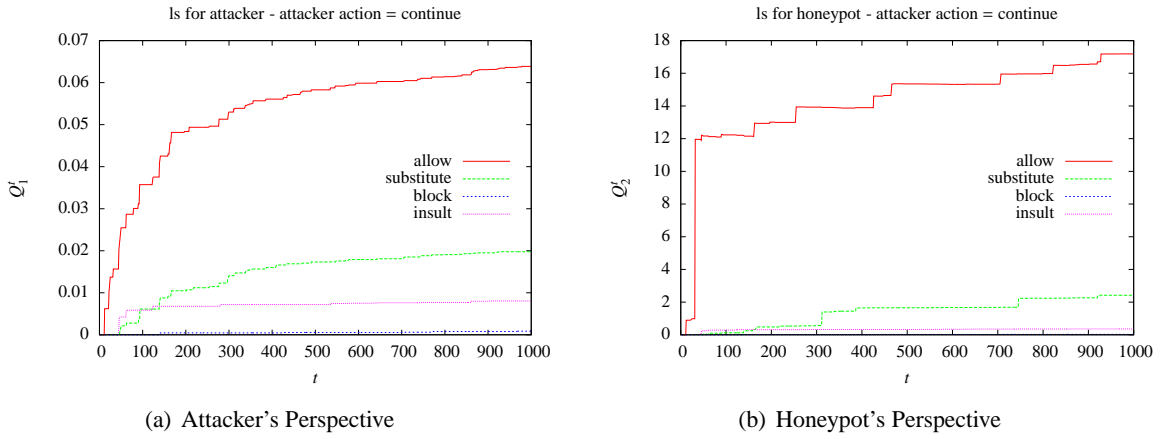 ls for attacker - attacker action = continue
0.07
0.06
0.05
0.04
0.03
0.02
0.01
0
Q₁ᵗ
allow
substitute
block
insult
0 100 200 300 400 500 600 700 800 900 1000
t
(a) Attacker's Perspective
ls for honeypot - attacker action = continue
18
16
14
12
10
8
6
4
2
0
Q₂ᵗ
allow
substitute
block
insult
0 100 200 300 400 500 600 700 800 900 1000
t
(b) Honeypot's Perspective